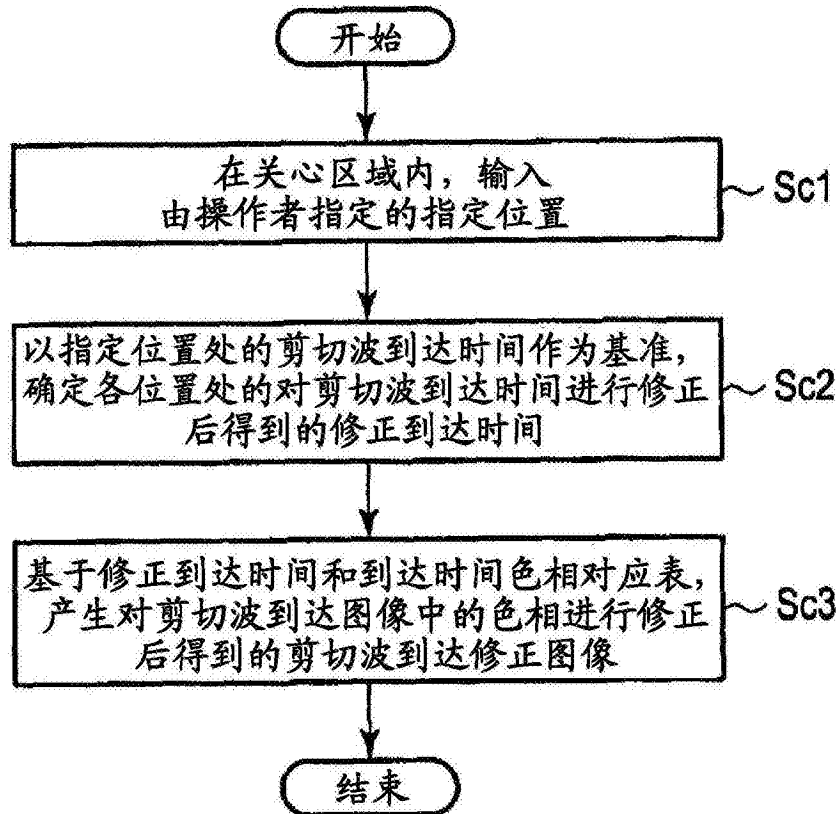 开始
在关心区域内，输入
由操作者指定的指定位置
Sc1
以指定位置处的剪切波到达时间作为基准，
确定各位置处的对剪切波到达时间进行修正
后得到的修正到达时间
Sc2
基于修正到达时间和到达时间色相对应表，
产生对剪切波到达图像中的色相进行修正
后得到的剪切波到达修正图像
Sc3
结束